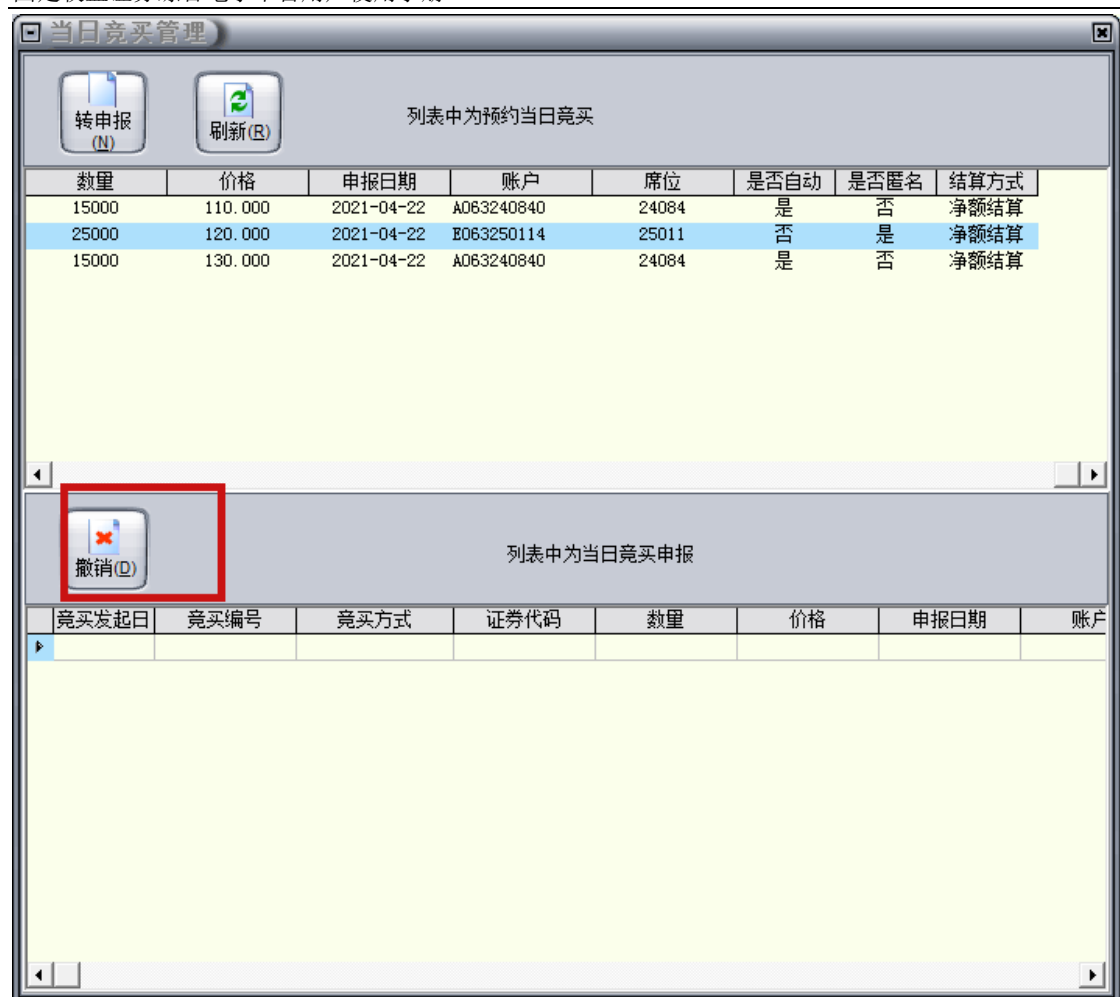 当日竞买管理
转申报
(N)
刷新(R)
列表中为预约当日竞买
数量 价格 申报日期 账户 席位 是否自动 是否匿名 结算方式
15000 110.000 2021-04-22 A063240840 24084 是 否 净额结算
25000 120.000 2021-04-22 E063250114 25011 否 是 净额结算
15000 130.000 2021-04-22 A063240840 24084 是 否 净额结算
撤销(D)
列表中为当日竞买申报
竞买发起日 竞买编号 竞买方式 证券代码 数量 价格 申报日期 账户